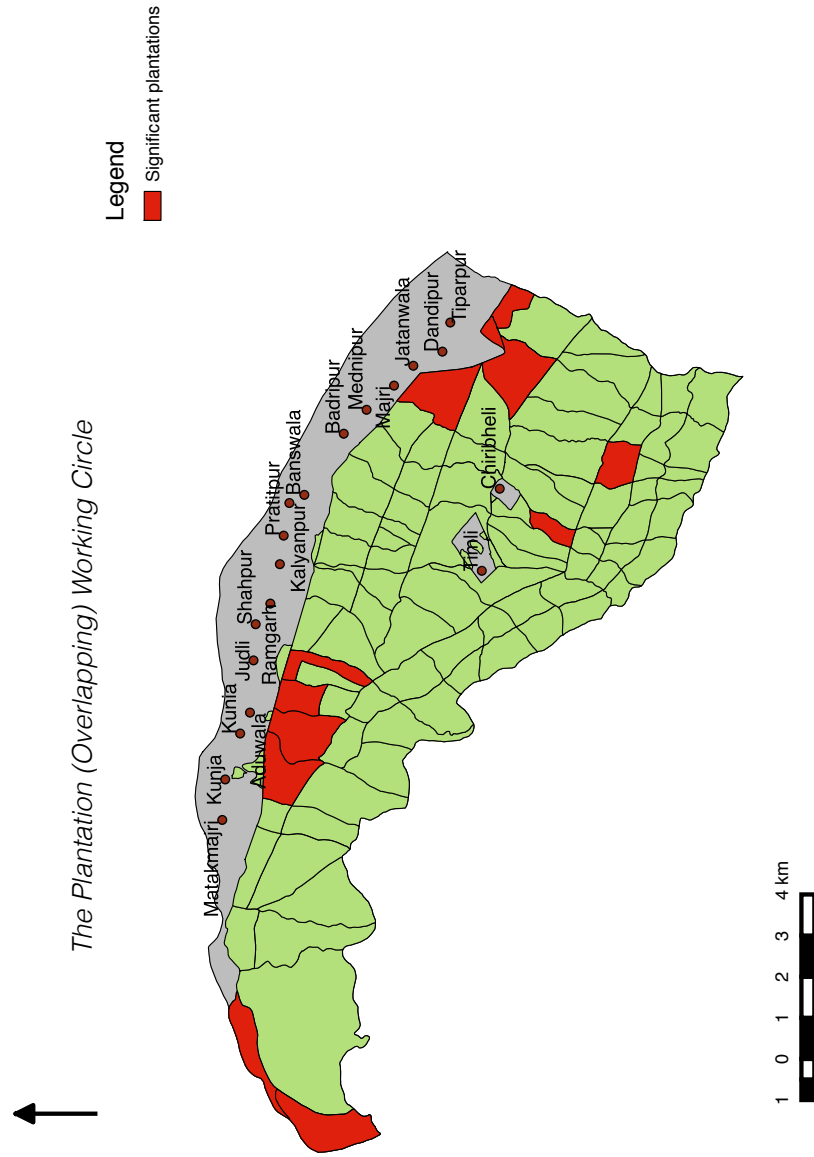 The Plantation (Overlapping) Working Circle
Legend
Significant plantations
Matakmajri
Kunja
Kunia
Aduwala
Judli
Shahpur
Ramgarh
Pratitpur
Kalyanpur
Banswala
Badripur
Mednipur
Majri
Jatanwala
Dandipur
Tiparpur
Chiribheli
Timli
1 0 1 2 3 4 km